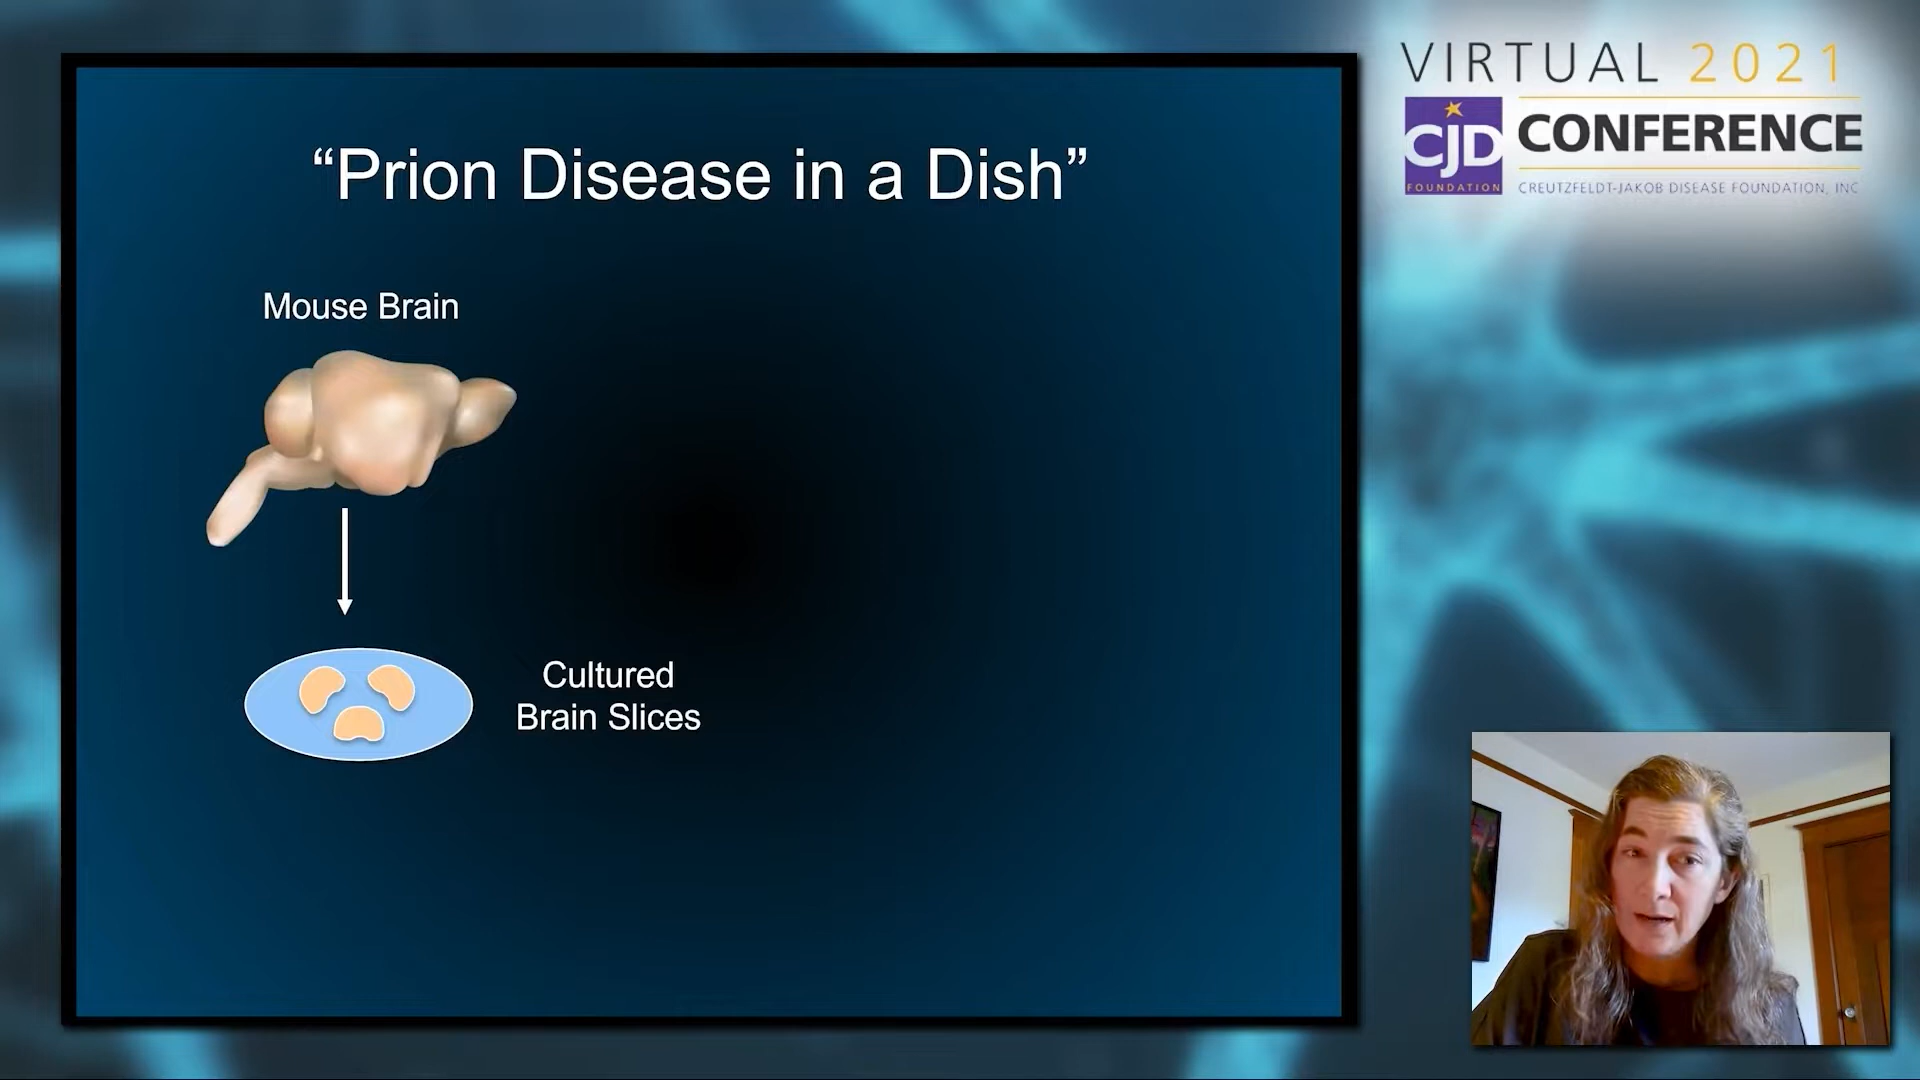 “Prion Disease in a Dish”
Mouse Brain
Cultured
Brain Slices
VIRTUAL 2021
CJD
FOUNDATION
CONFERENCE
CREUTZFELDT-JAKOB DISEASE FOUNDATION, INC